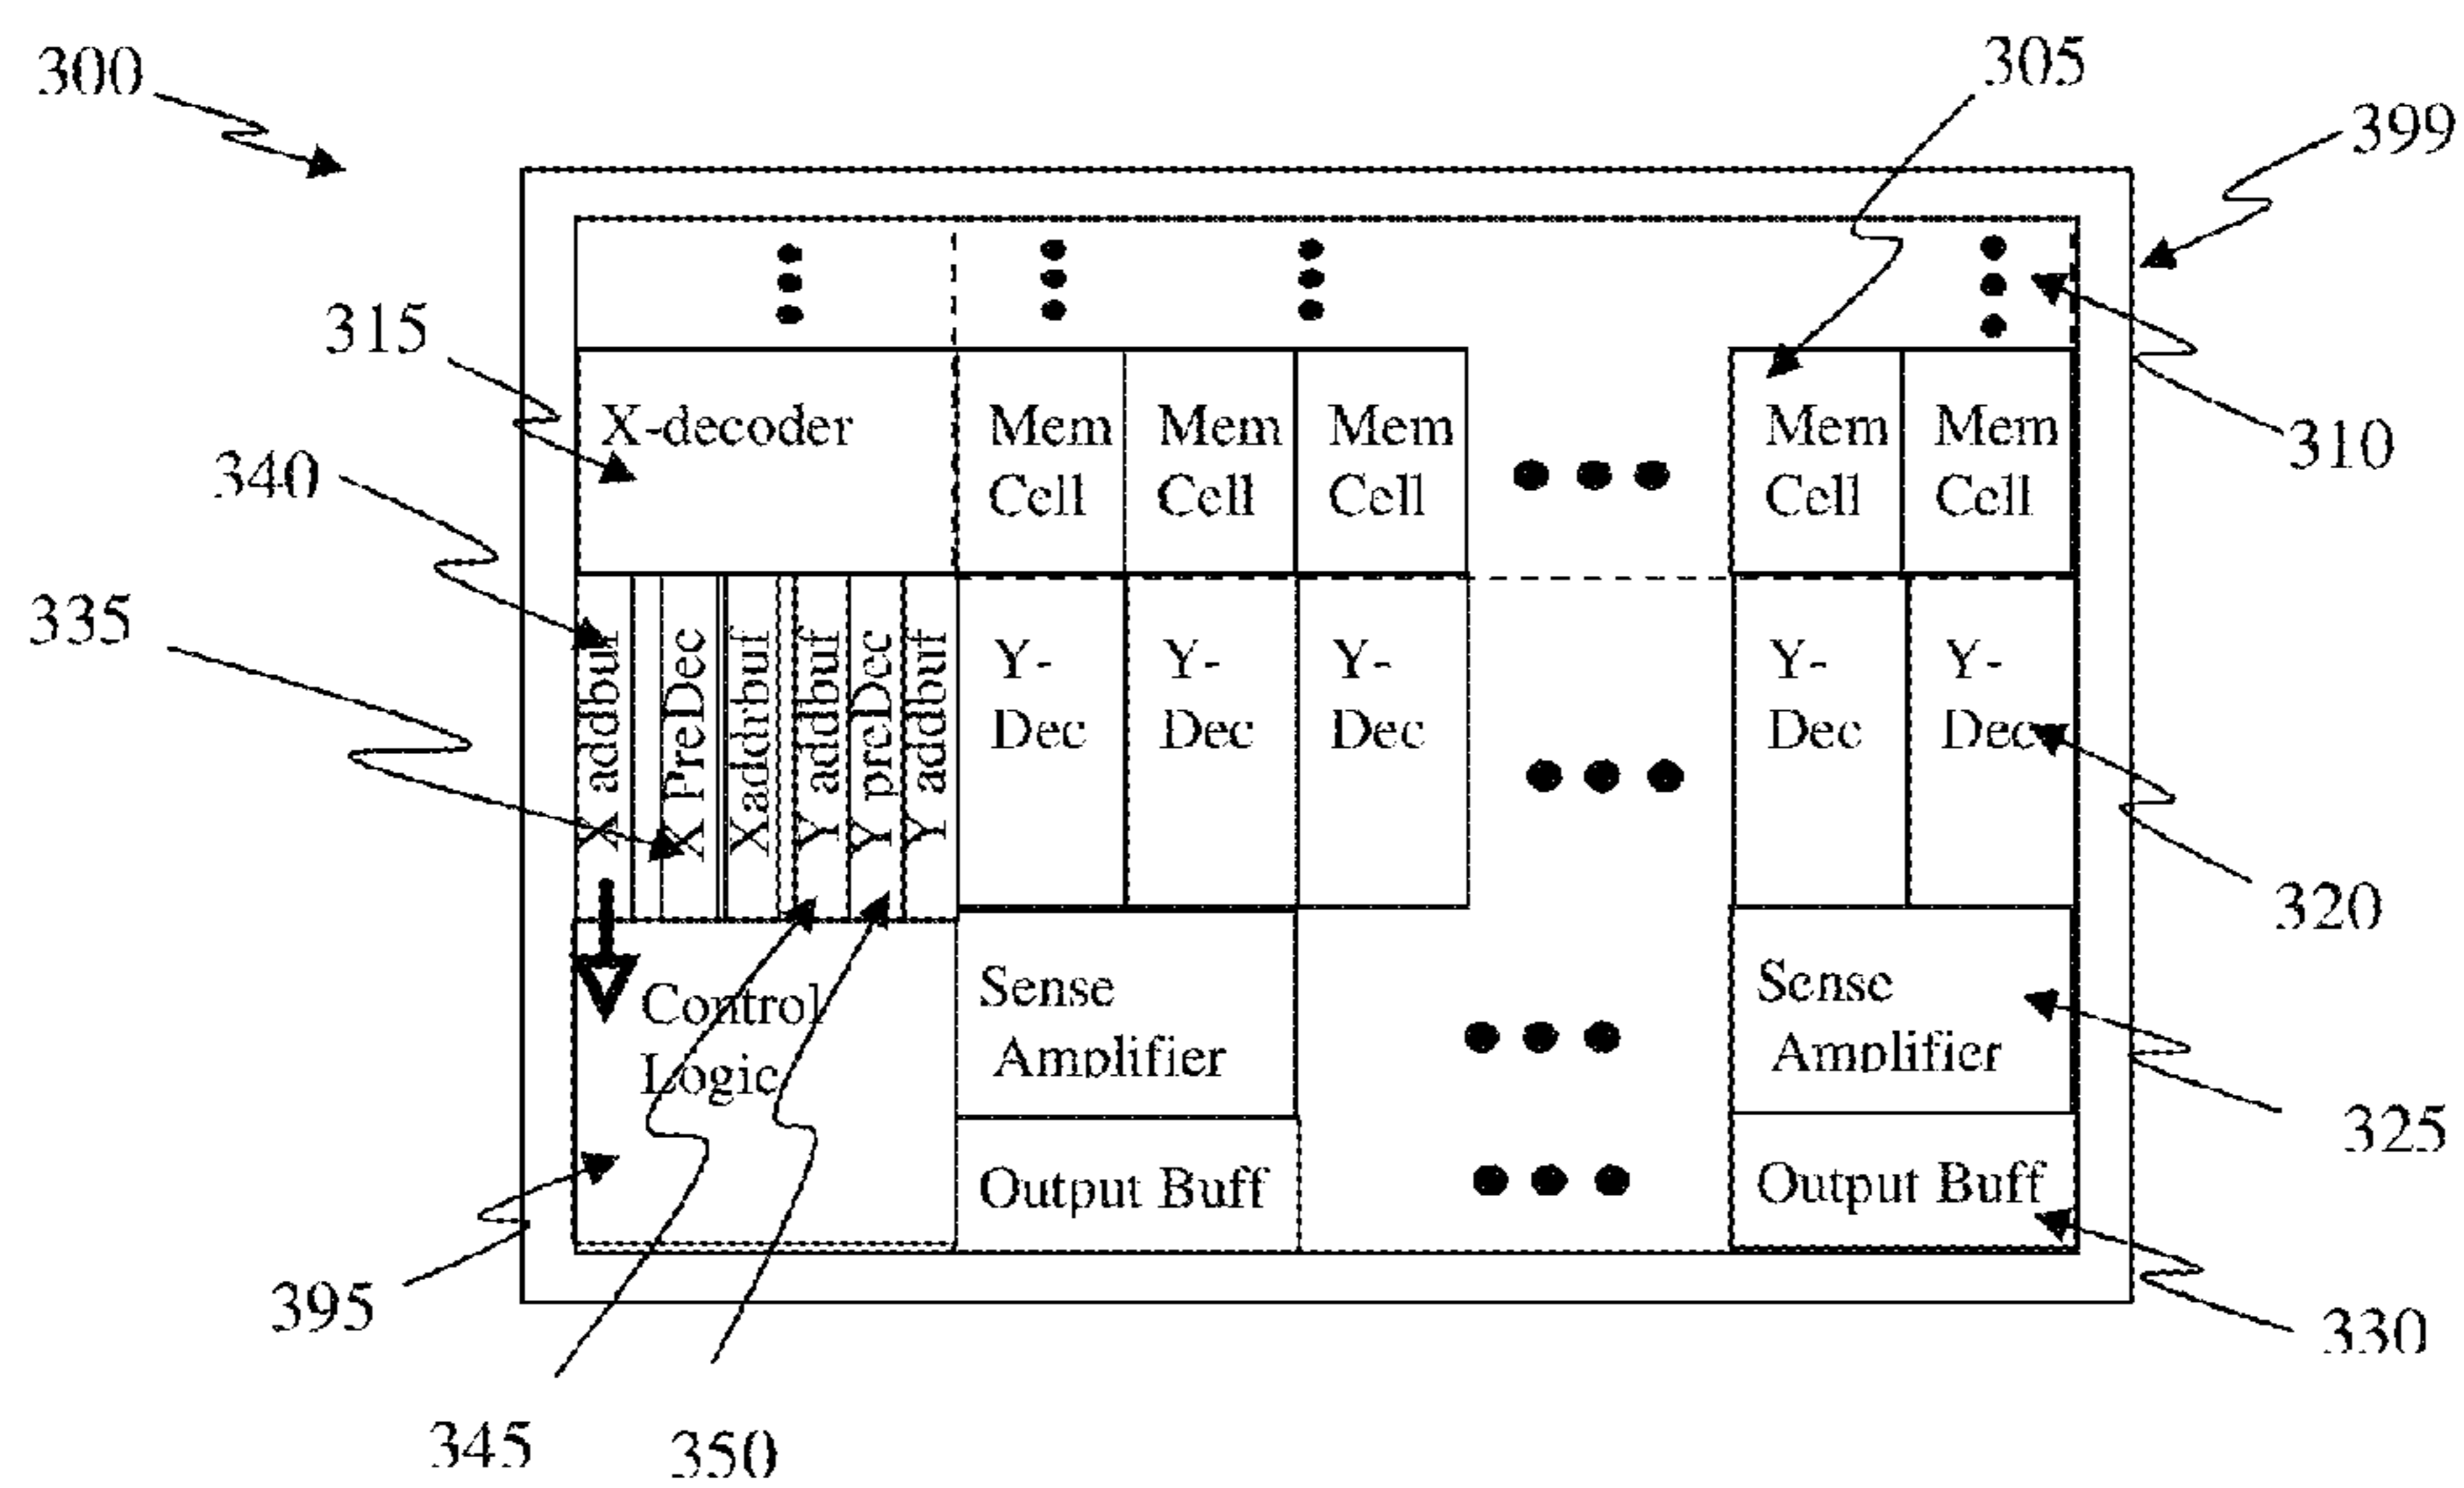 300
305
399
315
X-decoder
Mem Cell
Mem Cell
Mem Cell
Mem Cell
Mem Cell
310
340
335
X addbuf
X PreDec
Xaddrbuf
Y addbuf
Y preDec
Y addbuf
Y-
Dec
Y-
Dec
Y-
Dec
Y-
Dec
Y-
Dec
320
Control
Logic
Sense
Amplifier
Sense
Amplifier
325
Output Buff
Output Buff
330
395
345
350